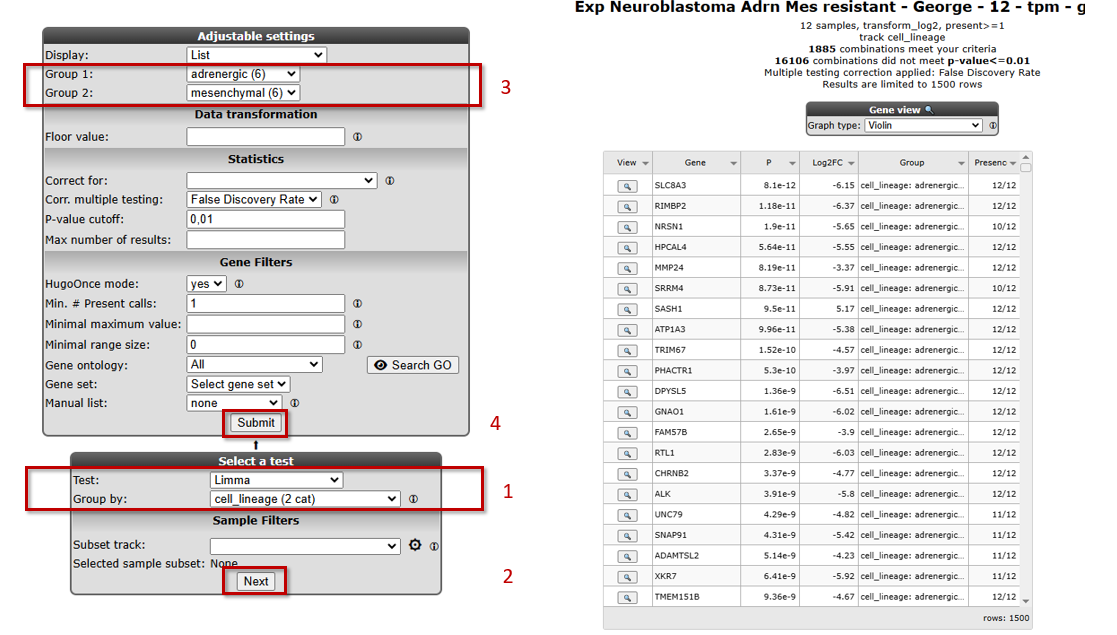 Adjustable settings
Display: List
Group 1: adrenergic (6)
Group 2: mesenchymal (6)
3
Data transformation
Floor value:
Statistics
Correct for:
Corr. multiple testing: False Discovery Rate
P-value cutoff: 0,01
Max number of results:
Gene Filters
HugoOnce mode: yes
Min. # Present calls: 1
Minimal maximum value:
Minimal range size: 0
Gene ontology: All Search GO
Gene set: Select gene set
Manual list: none
Submit
4
Select a test
Test: Limma
Group by: cell_lineage (2 cat)
1
Sample Filters
Subset track:
Selected sample subset: None
Next
2
Exp Neuroblastoma Adrn Mes resistant - George - 12 - tpm - g
12 samples, transform_log2, present>=1
track cell_lineage
1885 combinations meet your criteria
16106 combinations did not meet p-value<=0.01
Multiple testing correction applied: False Discovery Rate
Results are limited to 1500 rows
Gene view
Graph type: Violin
View Gene P Log2FC Group Presenc
SLC8A3 8.1e-12 -6.15 cell_lineage: adrenergic... 12/12
RIMBP2 1.18e-11 -6.37 cell_lineage: adrenergic... 12/12
NRSN1 1.9e-11 -5.65 cell_lineage: adrenergic... 10/12
HPCAL4 5.64e-11 -5.55 cell_lineage: adrenergic... 12/12
MMP24 8.19e-11 -3.37 cell_lineage: adrenergic... 12/12
SRRM4 8.73e-11 -5.91 cell_lineage: adrenergic... 10/12
SASH1 9.5e-11 5.17 cell_lineage: adrenergic... 12/12
ATP1A3 9.96e-11 -5.38 cell_lineage: adrenergic... 12/12
TRIM67 1.52e-10 -4.57 cell_lineage: adrenergic... 12/12
PHACTR1 5.3e-10 -3.97 cell_lineage: adrenergic... 12/12
DPYSL5 1.36e-9 -6.51 cell_lineage: adrenergic... 12/12
GNAO1 1.61e-9 -6.02 cell_lineage: adrenergic... 12/12
FAM57B 2.65e-9 -3.9 cell_lineage: adrenergic... 12/12
RTL1 2.83e-9 -6.03 cell_lineage: adrenergic... 12/12
CHRNB2 3.37e-9 -4.77 cell_lineage: adrenergic... 12/12
ALK 3.91e-9 -5.8 cell_lineage: adrenergic... 12/12
UNC79 4.29e-9 -4.82 cell_lineage: adrenergic... 11/12
SNAP91 4.31e-9 -5.42 cell_lineage: adrenergic... 11/12
ADAMTSL2 5.14e-9 -4.23 cell_lineage: adrenergic... 11/12
XKR7 6.41e-9 -5.92 cell_lineage: adrenergic... 11/12
TMEM151B 9.36e-9 -4.67 cell_lineage: adrenergic... 12/12
rows: 1500